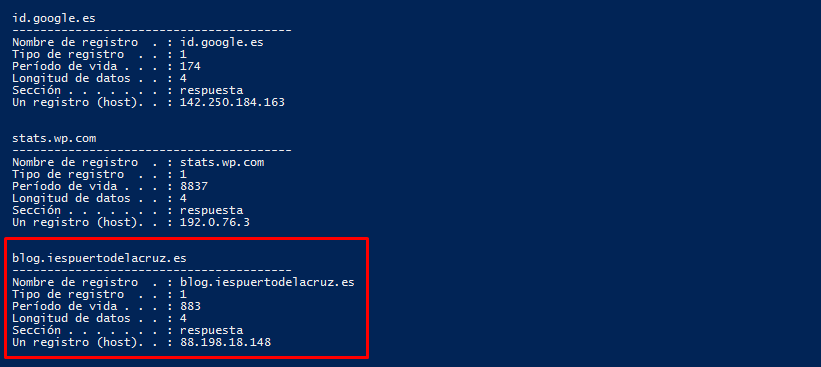 id.google.es
----------------------------------------
Nombre de registro  . : id.google.es
Tipo de registro  . . : 1
Período de vida . . . : 174
Longitud de datos . . : 4
Sección . . . . . . . : respuesta
Un registro (host). . : 142.250.184.163
stats.wp.com
----------------------------------------
Nombre de registro  . : stats.wp.com
Tipo de registro  . . : 1
Período de vida . . . : 8837
Longitud de datos . . : 4
Sección . . . . . . . : respuesta
Un registro (host). . : 192.0.76.3
blog.iespuertodelacruz.es
----------------------------------------
Nombre de registro  . : blog.iespuertodelacruz.es
Tipo de registro  . . : 1
Período de vida . . . : 883
Longitud de datos . . : 4
Sección . . . . . . . : respuesta
Un registro (host). . : 88.198.18.148